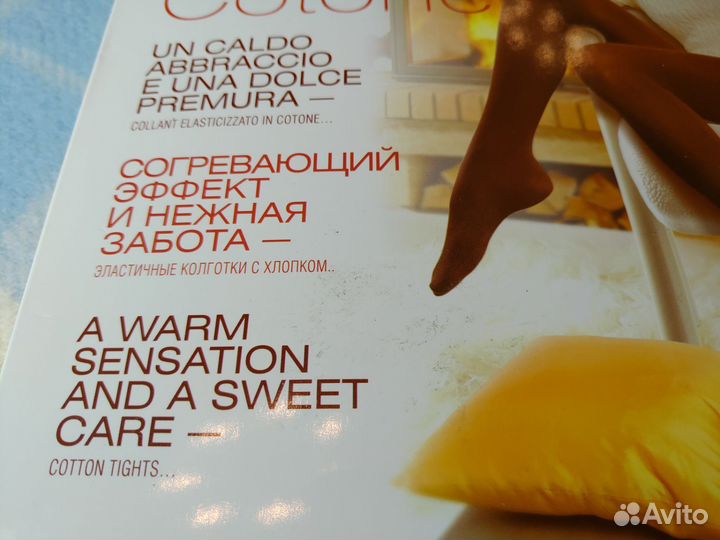 Cotone
UN CALDO
ABBRACCIO
E UNA DOLCE
PREMURA —
COLLANT ELASTICIZZATO IN COTONE...
СОГРЕВАЮЩИЙ
ЭФФЕКТ
И НЕЖНАЯ
ЗАБОТА —
ЭЛАСТИЧНЫЕ КОЛГОТКИ С ХЛОПКОМ..
A WARM
SENSATION
AND A SWEET
CARE —
COTTON TIGHTS...
Avito